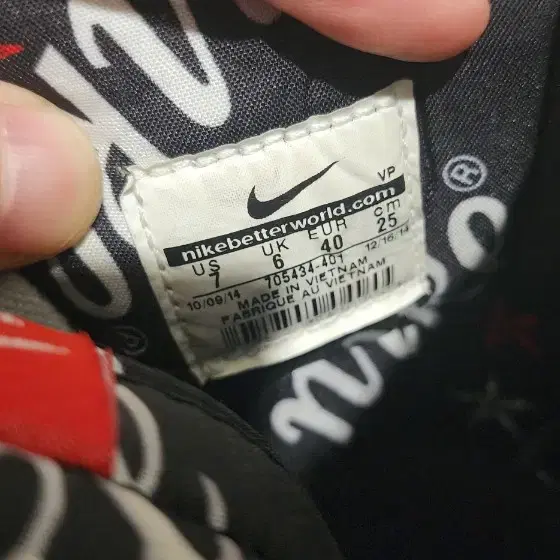 VP
nikebetterworld.com
US UK EUR cm
7 6 40 25
10/09/14 705434-401 12/16/14
MADE IN VIETNAM
FABRIQUE AU VIETNAM
®